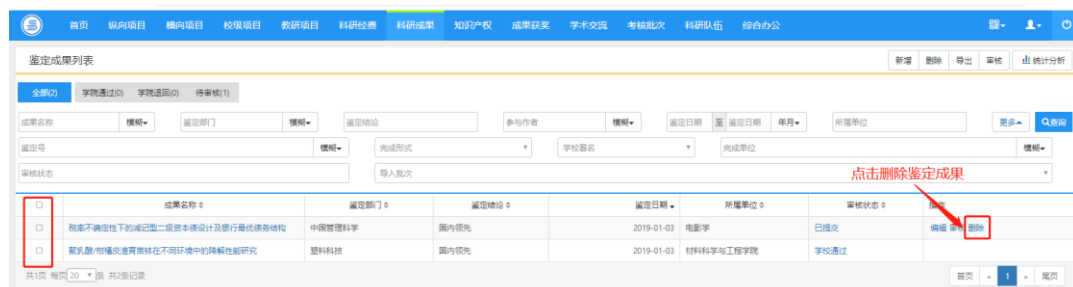 首页 纵向项目 横向项目 校级项目 教研项目 科研经费 科研成果 知识产权 成果获奖 学术交流 考核批次 科研队伍 综合办公
鉴定成果列表 新增 删除 导出 审核 统计分析
全部(2) 学院通过(0) 学院退回(0) 待审核(1)
成果名称 模糊 鉴定部门 模糊 鉴定结论 参与作者 模糊 鉴定日期 至 鉴定日期 年月 所属单位 更多 查询
鉴定号 模糊 完成形式 学校署名 完成单位 模糊
审核状态 导入批次
点击删除鉴定成果
成果名称 鉴定部门 鉴定结论 鉴定日期 所属单位 审核状态 操作
税率不确定性下的减记型二级资本债设计及银行最优债务结构 中国管理科学 国内领先 2019-01-03 电影学 已提交 编辑 审核 删除
聚乳酸/柑橘皮渣育苗钵在不同环境中的降解性能研究 塑料科技 国内领先 2019-01-03 材料科学与工程学院 学校通过
共1页 每页 20 条 共2条记录 首页 « 1 » 尾页